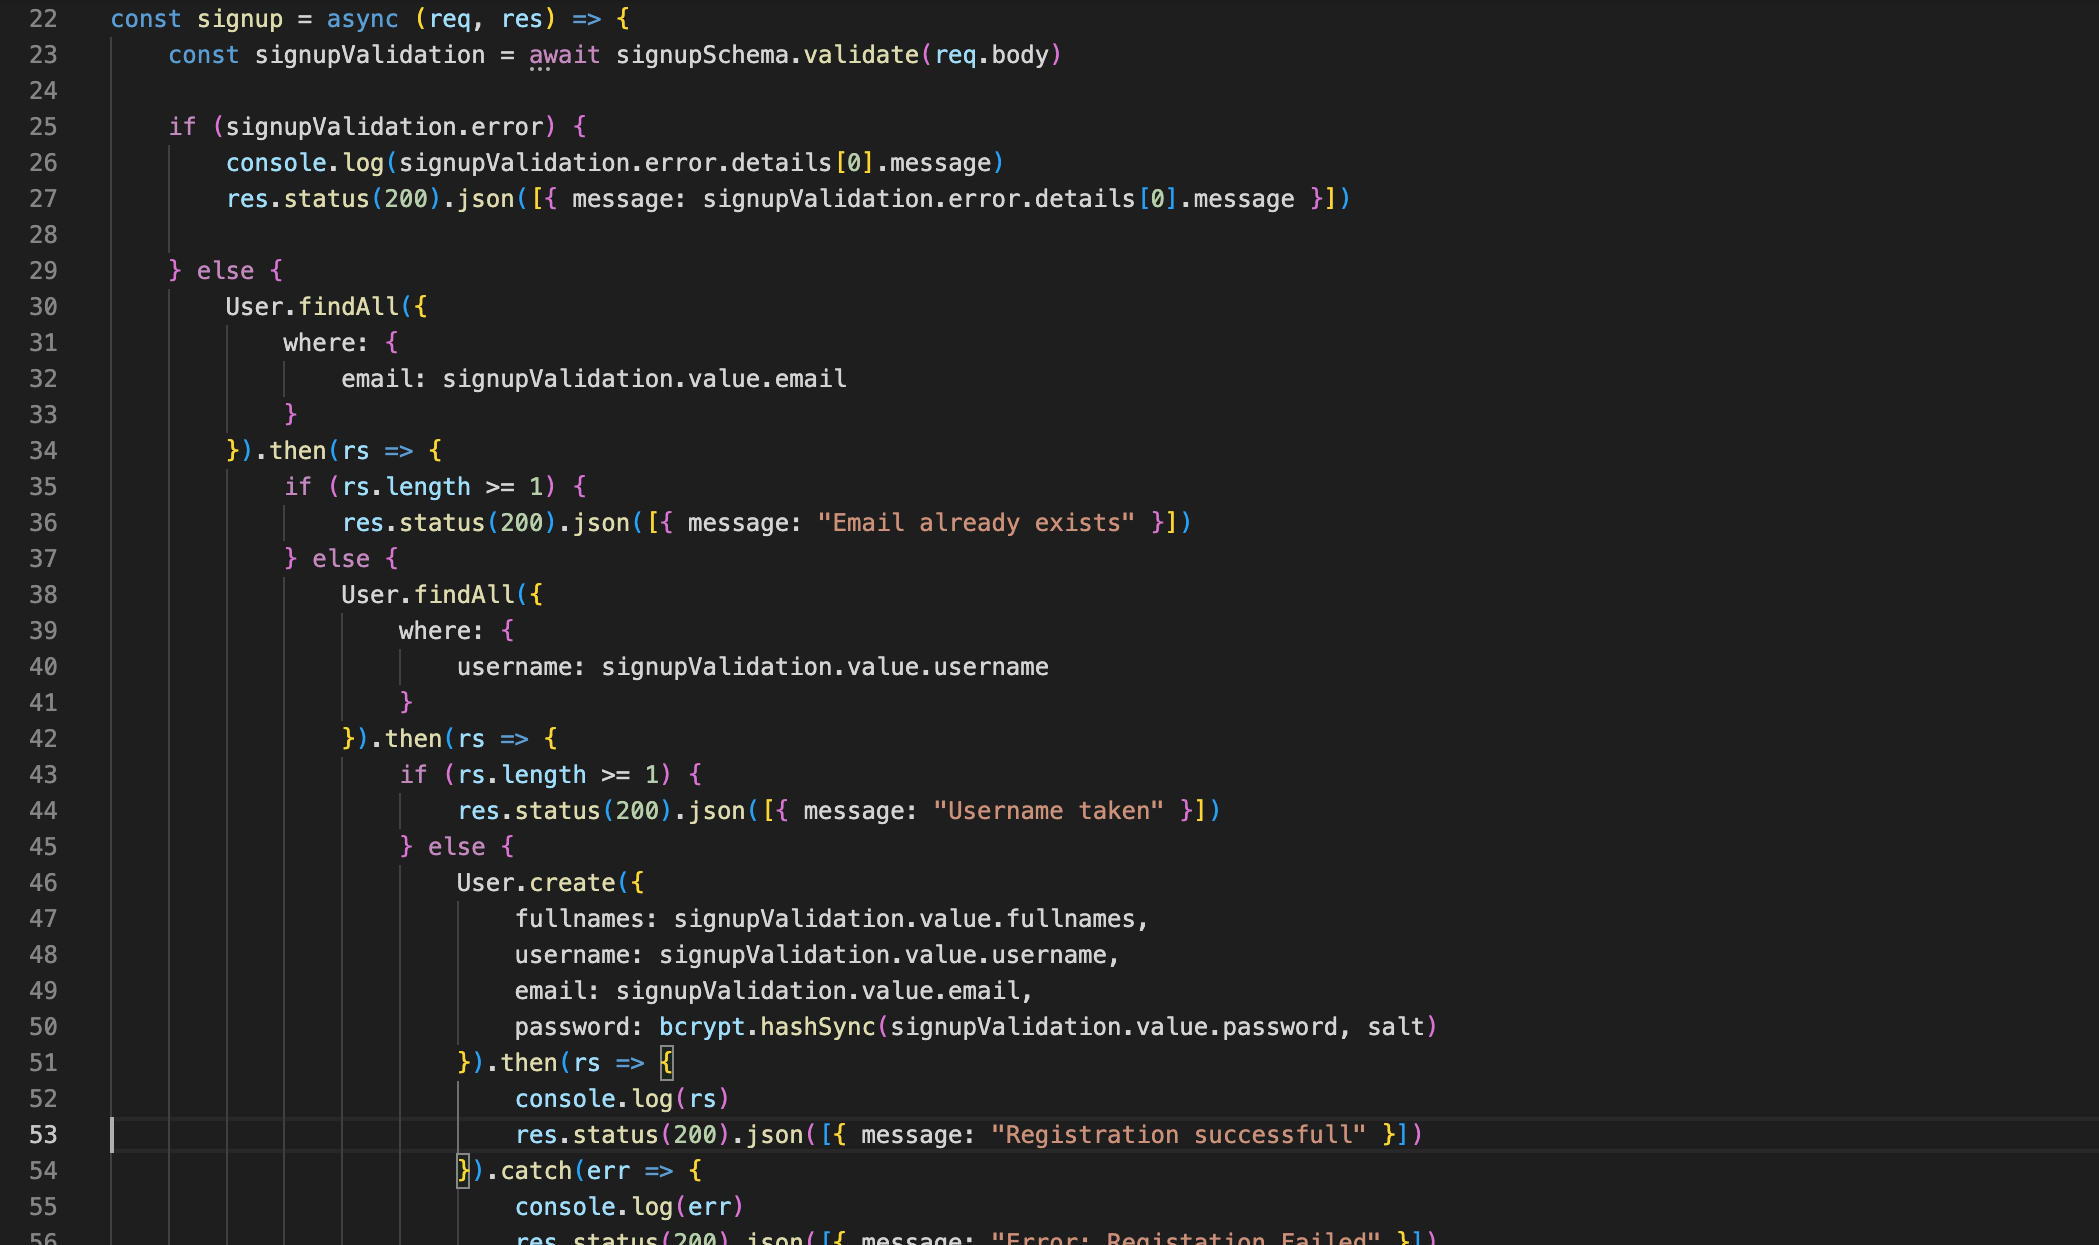 22 const signup = async (req, res) => {
23 const signupValidation = await signupSchema.validate(req.body)
24
25 if (signupValidation.error) {
26 console.log(signupValidation.error.details[0].message)
27 res.status(200).json([{ message: signupValidation.error.details[0].message }])
28
29 } else {
30 User.findAll({
31 where: {
32 email: signupValidation.value.email
33 }
34 }).then(rs => {
35 if (rs.length >= 1) {
36 res.status(200).json([{ message: "Email already exists" }])
37 } else {
38 User.findAll({
39 where: {
40 username: signupValidation.value.username
41 }
42 }).then(rs => {
43 if (rs.length >= 1) {
44 res.status(200).json([{ message: "Username taken" }])
45 } else {
46 User.create({
47 fullnames: signupValidation.value.fullnames,
48 username: signupValidation.value.username,
49 email: signupValidation.value.email,
50 password: bcrypt.hashSync(signupValidation.value.password, salt)
51 }).then(rs => {
52 console.log(rs)
53 res.status(200).json([{ message: "Registration successfull" }])
54 }).catch(err => {
55 console.log(err)
56 res.status(200).json([{ message: "Error: Registation Failed" }])